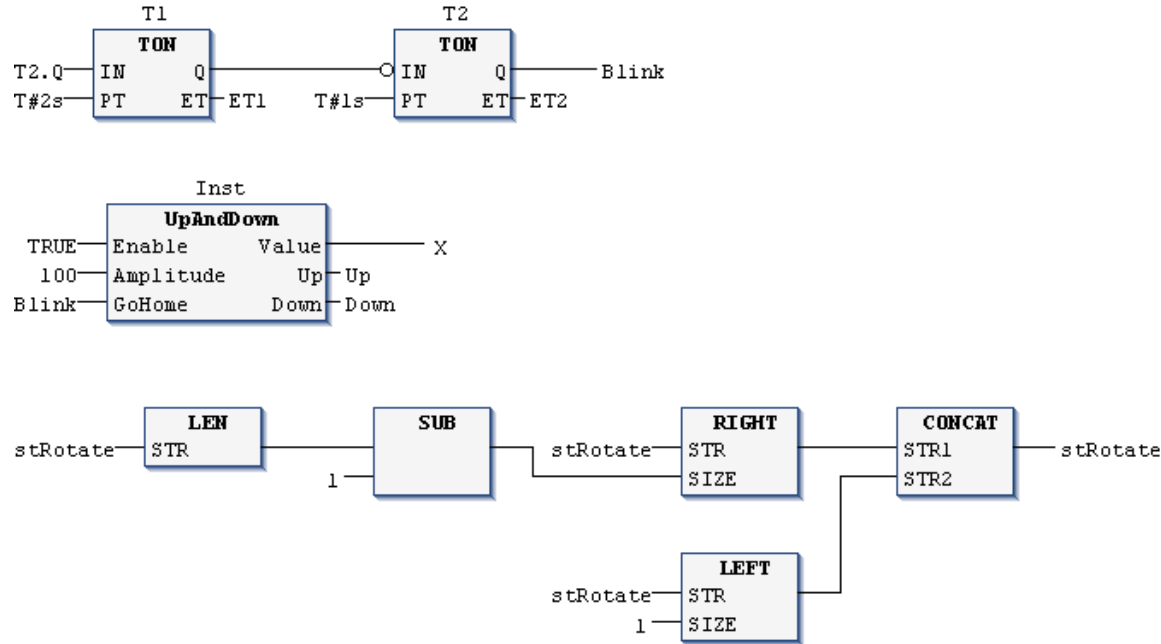 T1 T2
TON TON
T2.Q IN Q IN Q Blink
T#2s PT ET ET1 T#1s PT ET ET2
Inst
UpAndDown
TRUE Enable Value X
100 Amplitude Up Up
Blink GoHome Down Down
LEN SUB RIGHT CONCAT
stRotate STR stRotate STR STR1 stRotate
1 SIZE STR2
LEFT
stRotate STR
1 SIZE